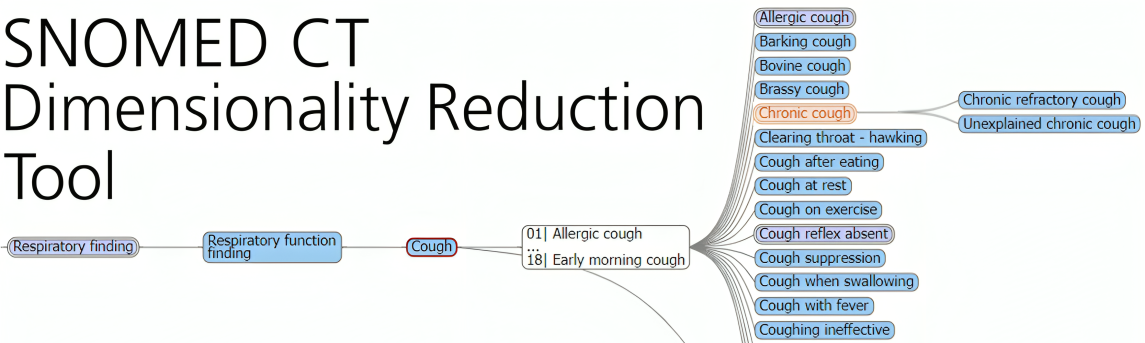 SNOMED CT
Dimensionality Reduction
Tool
Respiratory finding
Respiratory function
finding
Cough
01| Allergic cough
...
18| Early morning cough
Allergic cough
Barking cough
Bovine cough
Brassy cough
Chronic cough
Clearing throat - hawking
Cough after eating
Cough at rest
Cough on exercise
Cough reflex absent
Cough suppression
Cough when swallowing
Cough with fever
Coughing ineffective
Chronic refractory cough
Unexplained chronic cough